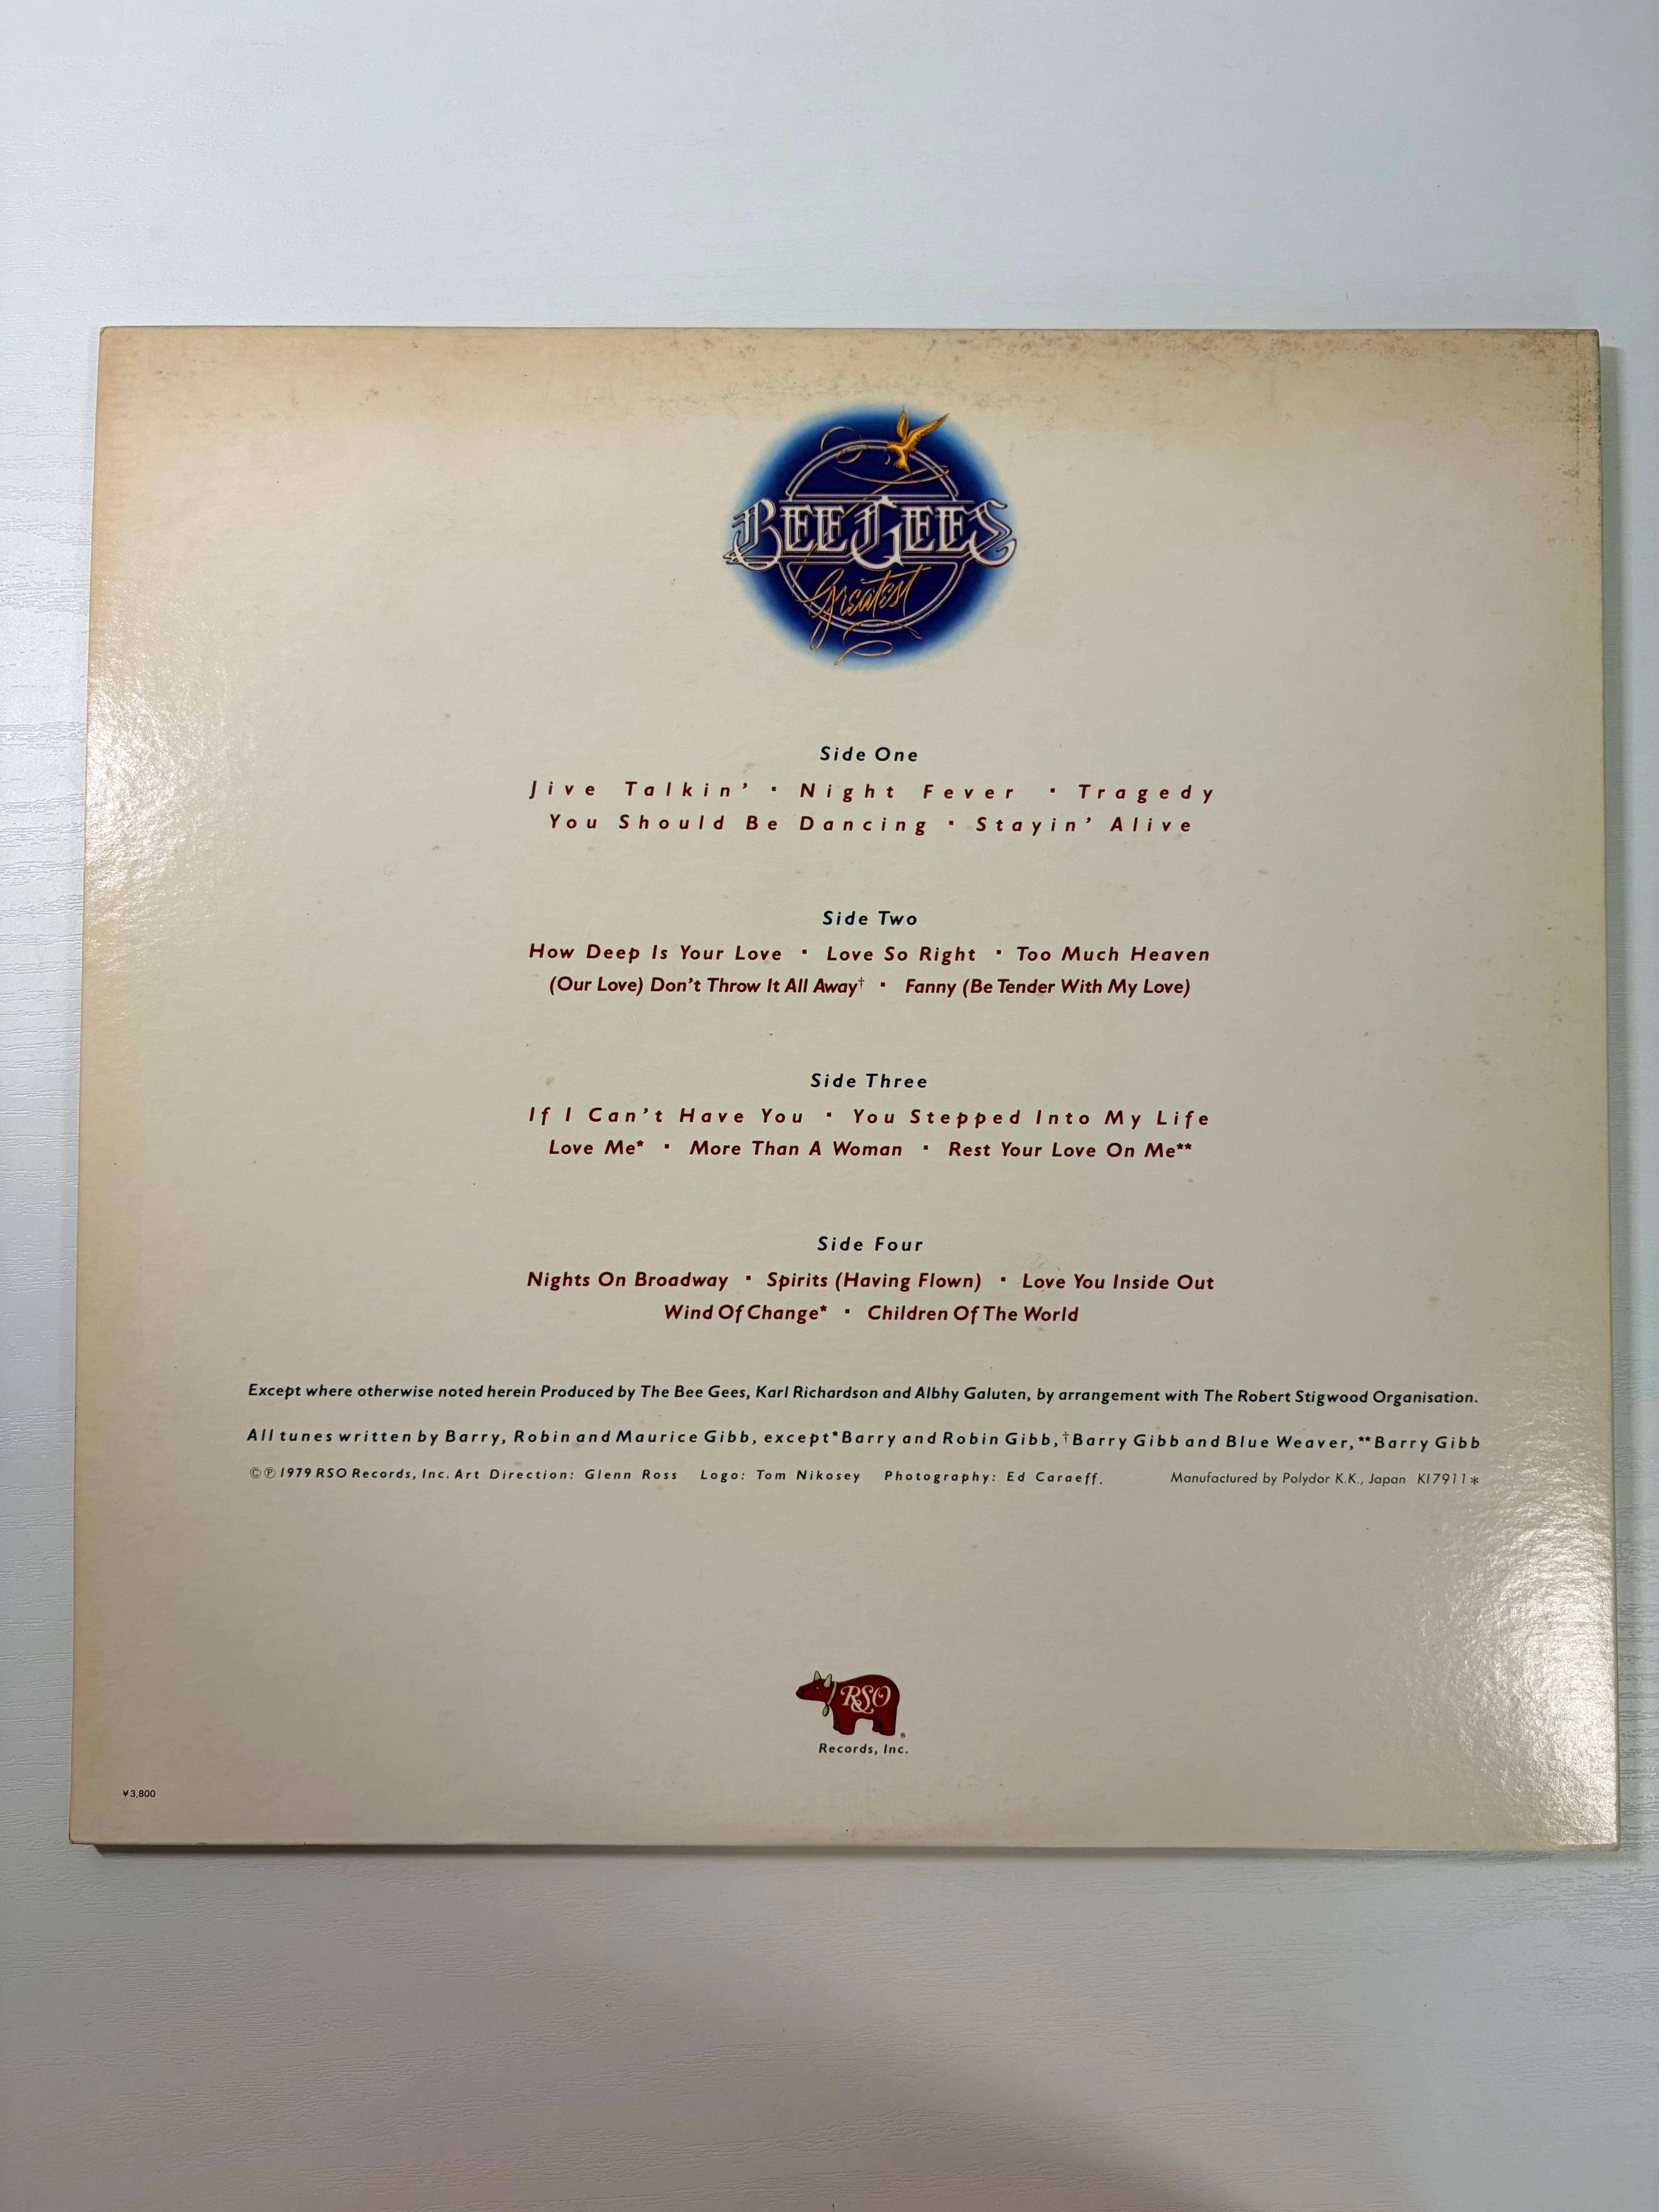 BEE GEES
Greatest
Side One
Jive Talkin’ · Night Fever · Tragedy
You Should Be Dancing · Stayin’ Alive
Side Two
How Deep Is Your Love · Love So Right · Too Much Heaven
(Our Love) Don’t Throw It All Away† · Fanny (Be Tender With My Love)
Side Three
If I Can’t Have You · You Stepped Into My Life
Love Me* · More Than A Woman · Rest Your Love On Me**
Side Four
Nights On Broadway · Spirits (Having Flown) · Love You Inside Out
Wind Of Change* · Children Of The World
Except where otherwise noted herein Produced by The Bee Gees, Karl Richardson and Albhy Galuten, by arrangement with The Robert Stigwood Organisation.
All tunes written by Barry, Robin and Maurice Gibb, except *Barry and Robin Gibb, †Barry Gibb and Blue Weaver, **Barry Gibb
©℗ 1979 RSO Records, Inc. Art Direction: Glenn Ross Logo: Tom Nikosey Photography: Ed Caraeff. Manufactured by Polydor K.K., Japan KI7911*
RSO
®
Records, Inc.
¥3,800